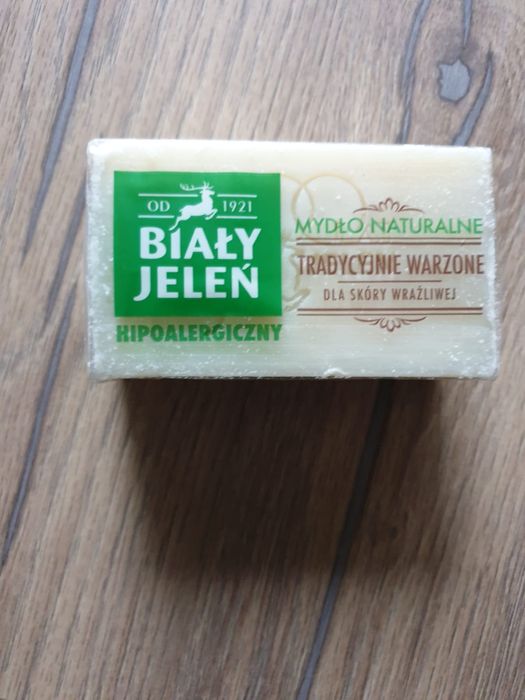 OD 1921
BIAŁY
JELEŃ
HIPOALERGICZNY
MYDŁO NATURALNE
TRADYCYJNIE WARZONE
DLA SKÓRY WRAŻLIWEJ